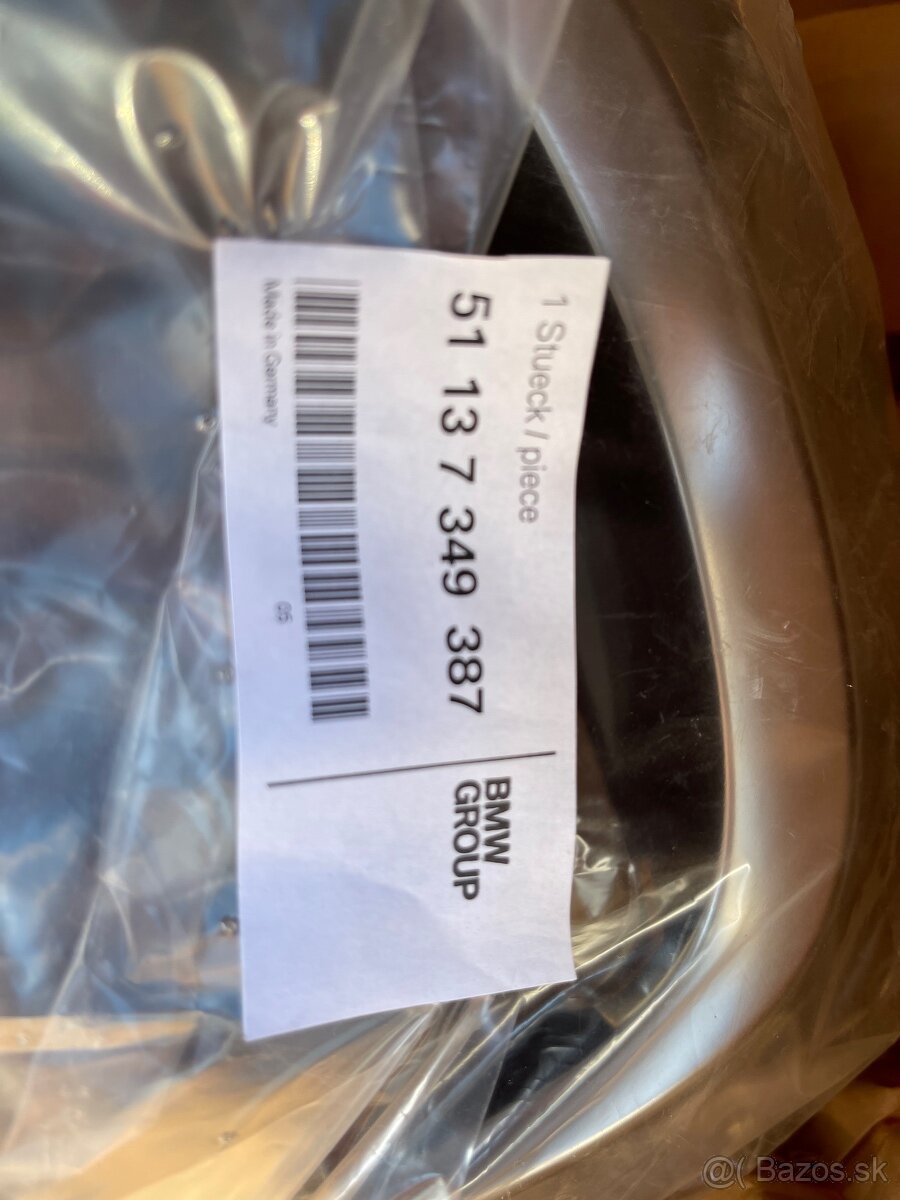 1 Stueck / piece
51 13 7 349 387
Made in Germany
05
BMW
GROUP
@( Bazos.sk